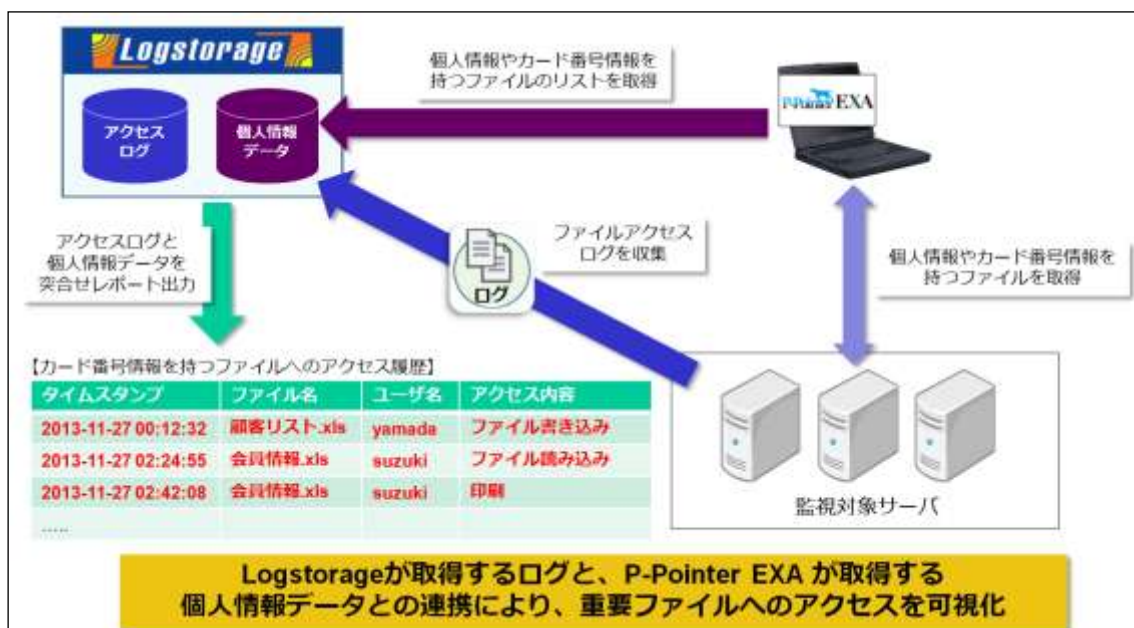 Logstorage
アクセス
ログ
個人情報
データ
個人情報やカード番号情報を
持つファイルのリストを取得
P-Pointer EXA
アクセスログと
個人情報データを
突合せレポート出力
ログ
ファイルアクセス
ログを収集
個人情報やカード番号情報を
持つファイルを取得
【カード番号情報を持つファイルへのアクセス履歴】
タイムスタンプ ファイル名 ユーザ名 アクセス内容
2013-11-27 00:12:32 顧客リスト.xls yamada ファイル書き込み
2013-11-27 02:24:55 会員情報.xls suzuki ファイル読み込み
2013-11-27 02:42:08 会員情報.xls suzuki 印刷
.....
監視対象サーバ
Logstorageが取得するログと、P-Pointer EXA が取得する
個人情報データとの連携により、重要ファイルへのアクセスを可視化